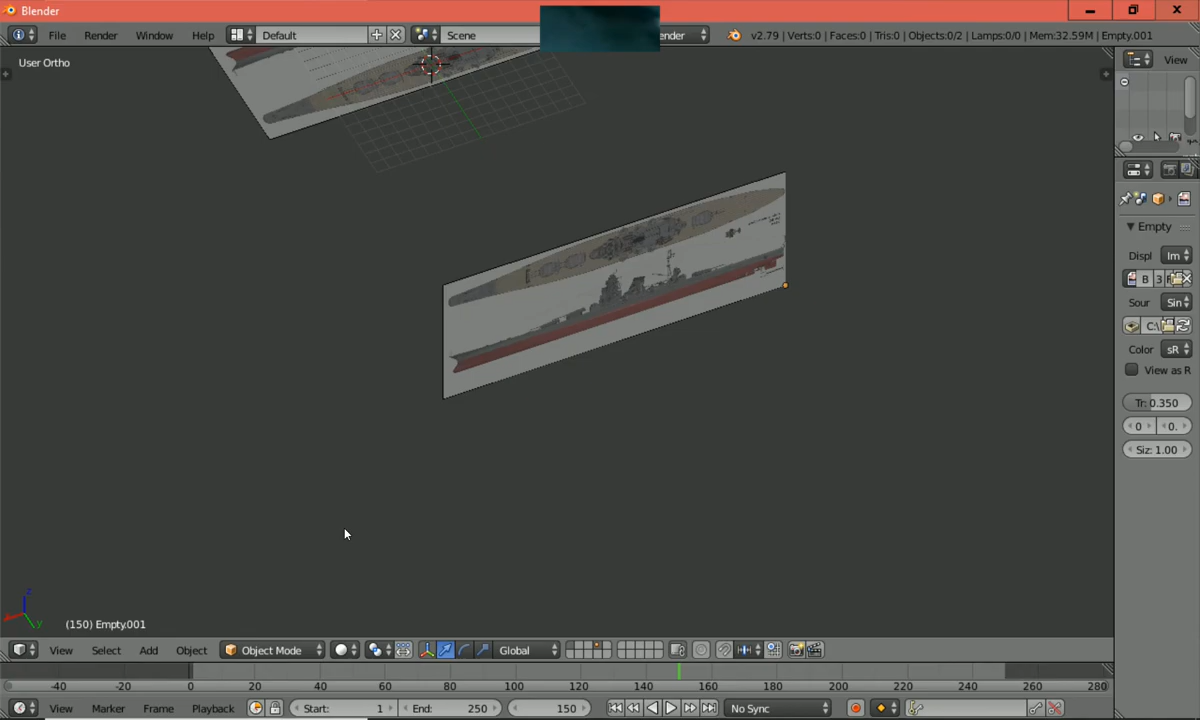 Blender
File Render Window Help Default Scene ender v2.79 | Verts:0 | Faces:0 | Tris:0 | Objects:0/2 | Lamps:0/0 | Mem:32.59M | Empty.001
User Ortho
View
Empty
Displ Im
B 3 F
Sour Sin
C:\
Color sR
View as R
Tr: 0.350
0 0.
Siz: 1.00
z
y
(150) Empty.001
View Select Add Object Object Mode Global
-40 -20 0 20 40 60 80 100 120 140 160 180 200 220 240 260 280
View Marker Frame Playback Start: 1 End: 250 150 No Sync